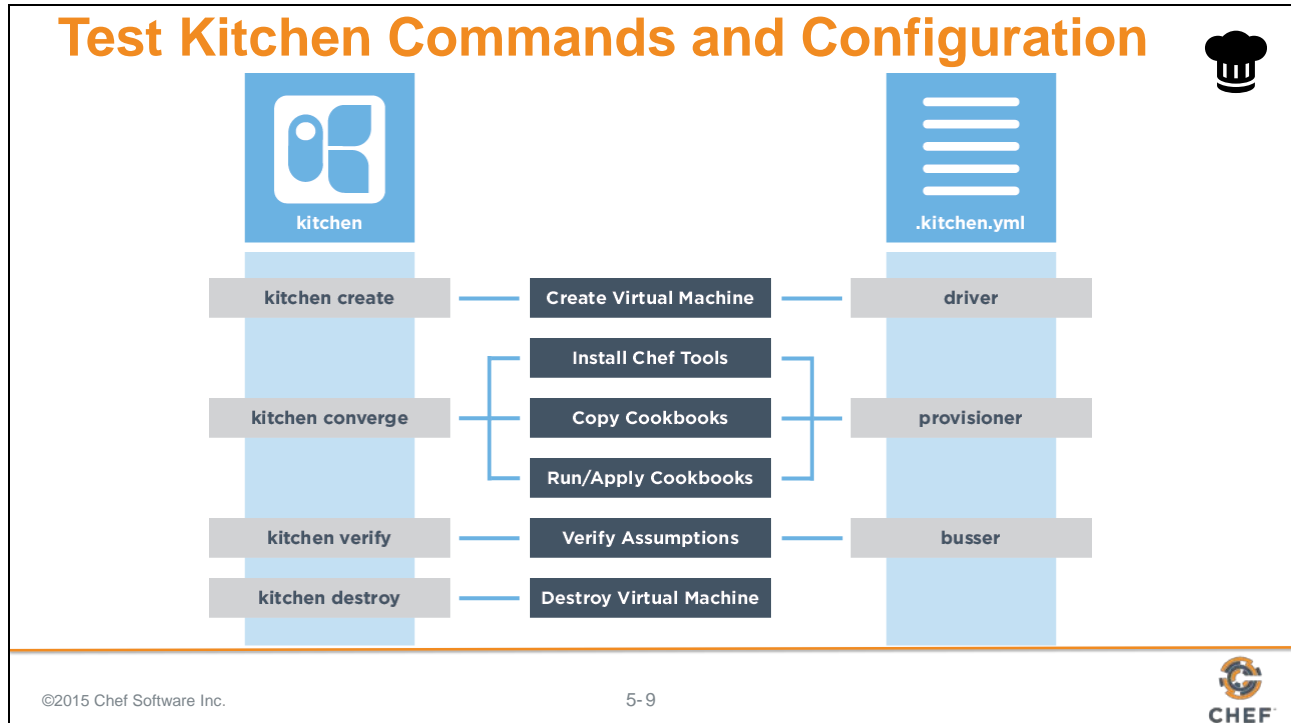 Test Kitchen Commands and Configuration
kitchen
.kitchen.yml
kitchen create
Create Virtual Machine
driver
Install Chef Tools
kitchen converge
Copy Cookbooks
provisioner
Run/Apply Cookbooks
kitchen verify
Verify Assumptions
busser
kitchen destroy
Destroy Virtual Machine
©2015 Chef Software Inc.
5-9
CHEF